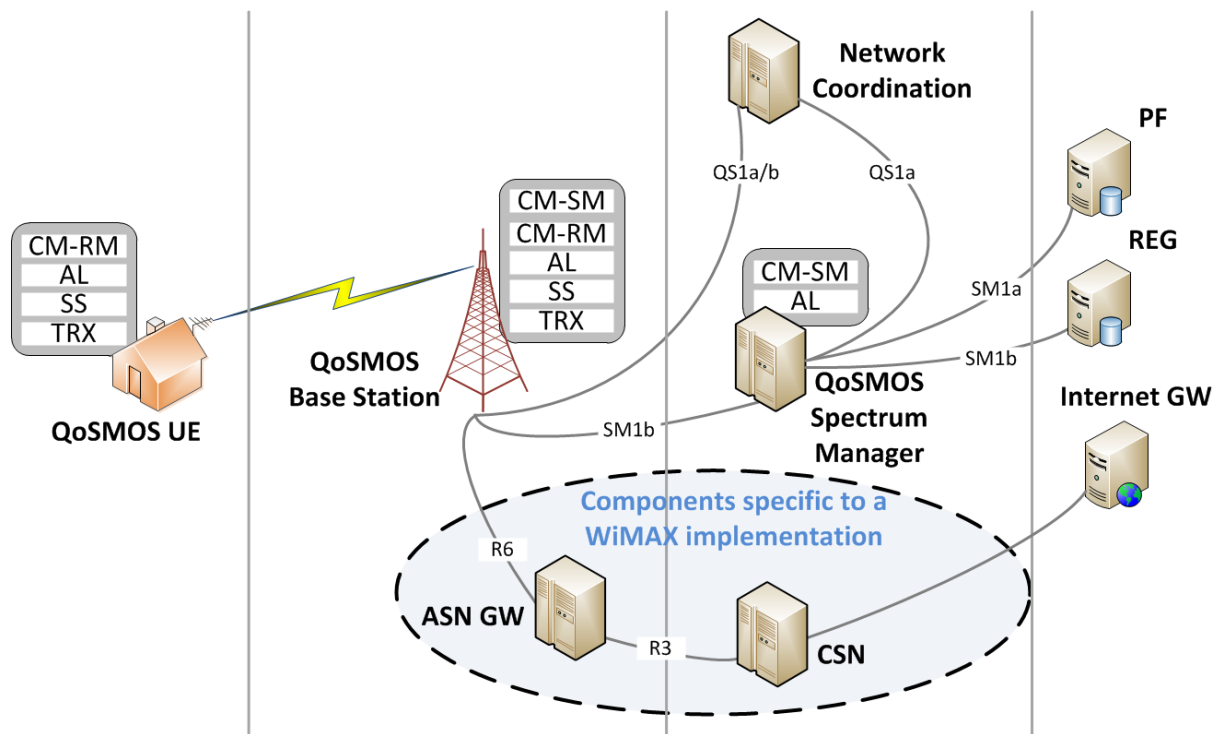 CM-RM
AL
SS
TRX
QoSMOS UE
CM-SM
CM-RM
AL
SS
TRX
QoSMOS
Base Station
Network
Coordination
QS1a/b
QS1a
CM-SM
AL
QoSMOS
Spectrum
Manager
SM1a
SM1b
SM1b
PF
REG
Internet GW
Components specific to a
WiMAX implementation
R6
ASN GW
R3
CSN